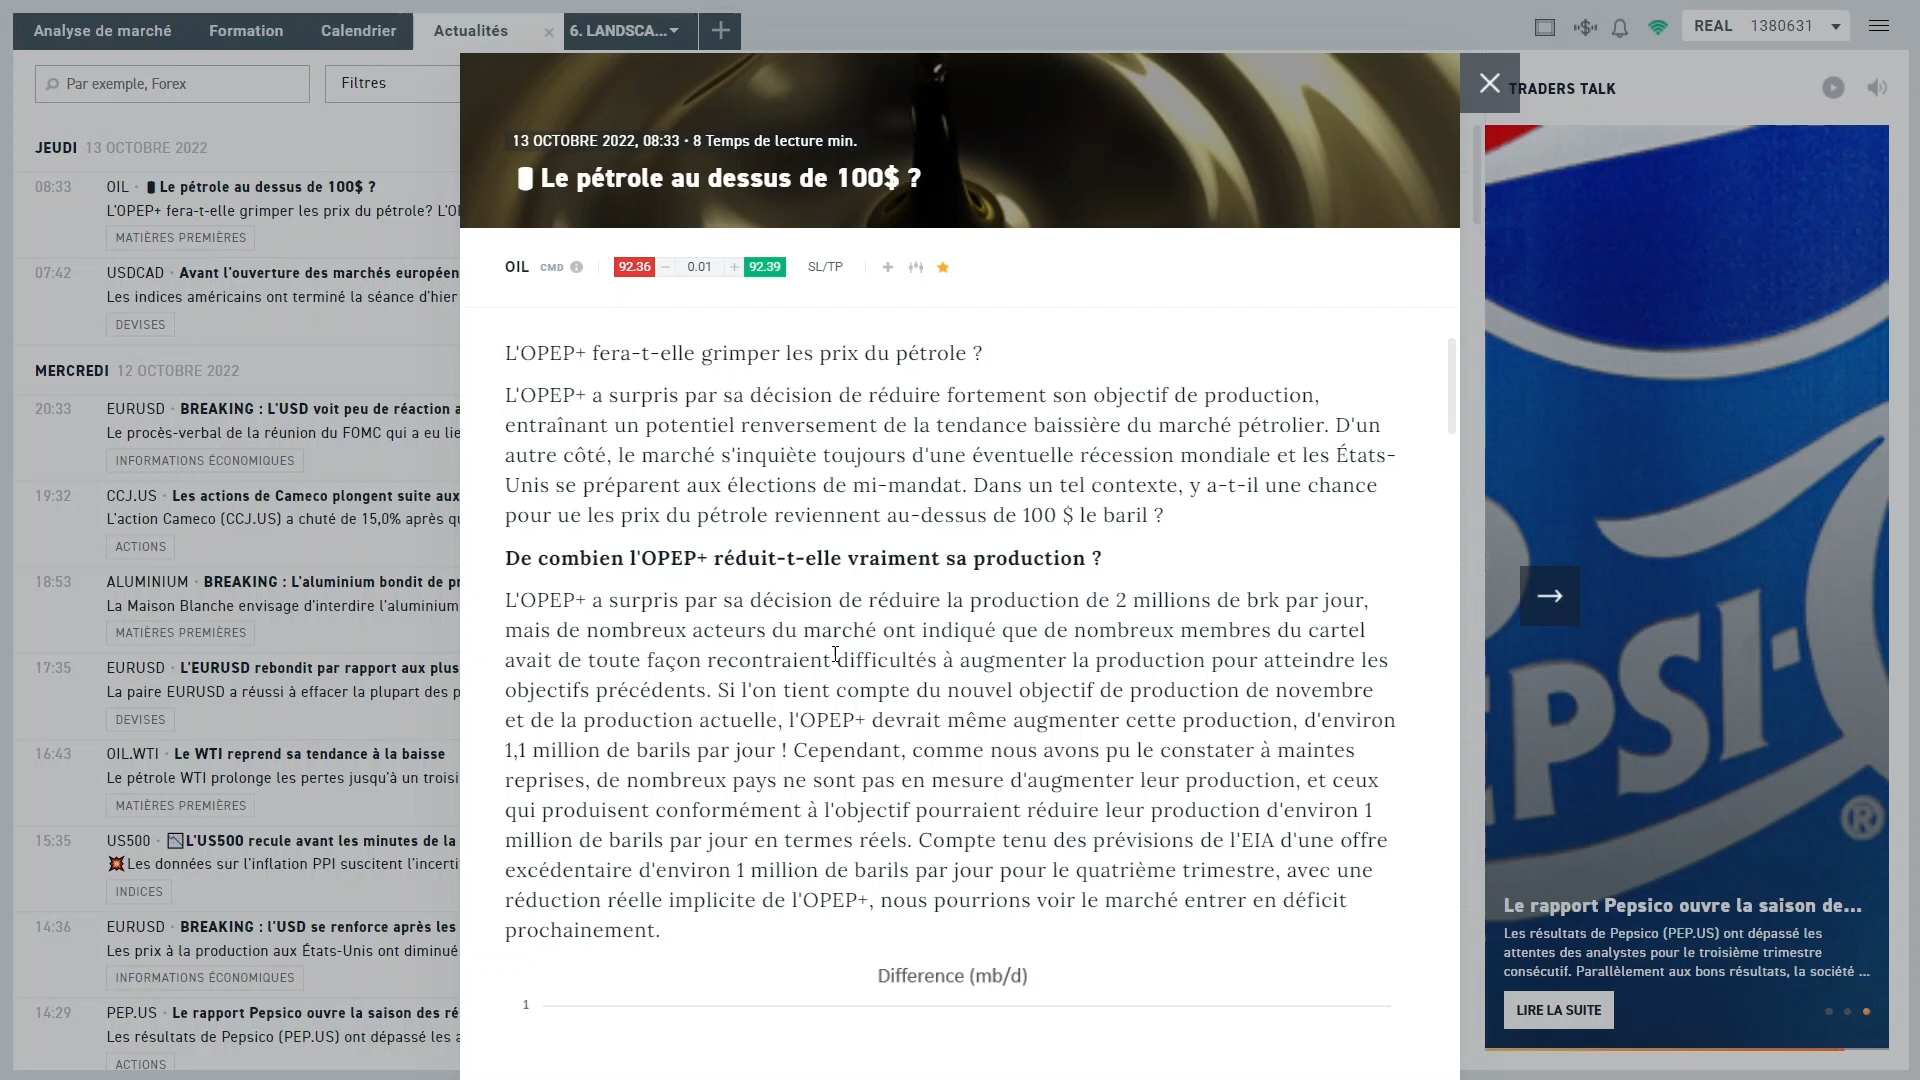 Analyse de marché Formation Calendrier Actualités 6. LANDSCA...
REAL 1380631
Par exemple, Forex
Filtres
JEUDI 13 OCTOBRE 2022
08:33 OIL · Le pétrole au dessus de 100$ ?
L'OPEP+ fera-t-elle grimper les prix du pétrole?
MATIÈRES PREMIÈRES
07:42 USDCAD · Avant l'ouverture des marchés européen
Les indices américains ont terminé la séance d'hier
DEVISES
MERCREDI 12 OCTOBRE 2022
20:33 EURUSD · BREAKING : L'USD voit peu de réaction a
Le procès-verbal de la réunion du FOMC qui a eu lie
INFORMATIONS ÉCONOMIQUES
19:32 CCJ.US · Les actions de Cameco plongent suite aux
L'action Cameco (CCJ.US) a chuté de 15,0% après qu
ACTIONS
18:53 ALUMINIUM · BREAKING : L'aluminium bondit de pr
La Maison Blanche envisage d'interdire l'aluminium
MATIÈRES PREMIÈRES
17:35 EURUSD · L'EURUSD rebondit par rapport aux plus
La paire EURUSD a réussi à effacer la plupart des p
DEVISES
16:43 OIL.WTI · Le WTI reprend sa tendance à la baisse
Le pétrole WTI prolonge les pertes jusqu'à un troisi
MATIÈRES PREMIÈRES
15:35 US500 · L'US500 recule avant les minutes de la
Les données sur l'inflation PPI suscitent l'incerti
INDICES
14:36 EURUSD · BREAKING : l'USD se renforce après les
Les prix à la production aux États-Unis ont diminué
INFORMATIONS ÉCONOMIQUES
14:29 PEP.US · Le rapport Pepsico ouvre la saison des ré
Les résultats de Pepsico (PEP.US) ont dépassé les a
ACTIONS
13 OCTOBRE 2022, 08:33 · 8 Temps de lecture min.
Le pétrole au dessus de 100$ ?
OIL CMD 92.36 − 0.01 + 92.39 SL/TP
L'OPEP+ fera-t-elle grimper les prix du pétrole ?
L'OPEP+ a surpris par sa décision de réduire fortement son objectif de production,
entraînant un potentiel renversement de la tendance baissière du marché pétrolier. D'un
autre côté, le marché s'inquiète toujours d'une éventuelle récession mondiale et les États-
Unis se préparent aux élections de mi-mandat. Dans un tel contexte, y a-t-il une chance
pour ue les prix du pétrole reviennent au-dessus de 100 $ le baril ?
De combien l'OPEP+ réduit-t-elle vraiment sa production ?
L'OPEP+ a surpris par sa décision de réduire la production de 2 millions de brk par jour,
mais de nombreux acteurs du marché ont indiqué que de nombreux membres du cartel
avait de toute façon recontraient difficultés à augmenter la production pour atteindre les
objectifs précédents. Si l'on tient compte du nouvel objectif de production de novembre
et de la production actuelle, l'OPEP+ devrait même augmenter cette production, d'environ
1,1 million de barils par jour ! Cependant, comme nous avons pu le constater à maintes
reprises, de nombreux pays ne sont pas en mesure d'augmenter leur production, et ceux
qui produisent conformément à l'objectif pourraient réduire leur production d'environ 1
million de barils par jour en termes réels. Compte tenu des prévisions de l'EIA d'une offre
excédentaire d'environ 1 million de barils par jour pour le quatrième trimestre, avec une
réduction réelle implicite de l'OPEP+, nous pourrions voir le marché entrer en déficit
prochainement.
Difference (mb/d)
1
TRADERS TALK
PEPSI-
EPSI-C
®
Le rapport Pepsico ouvre la saison de...
Les résultats de Pepsico (PEP.US) ont dépassé les
attentes des analystes pour le troisième trimestre
consécutif. Parallèlement aux bons résultats, la société ...
LIRE LA SUITE